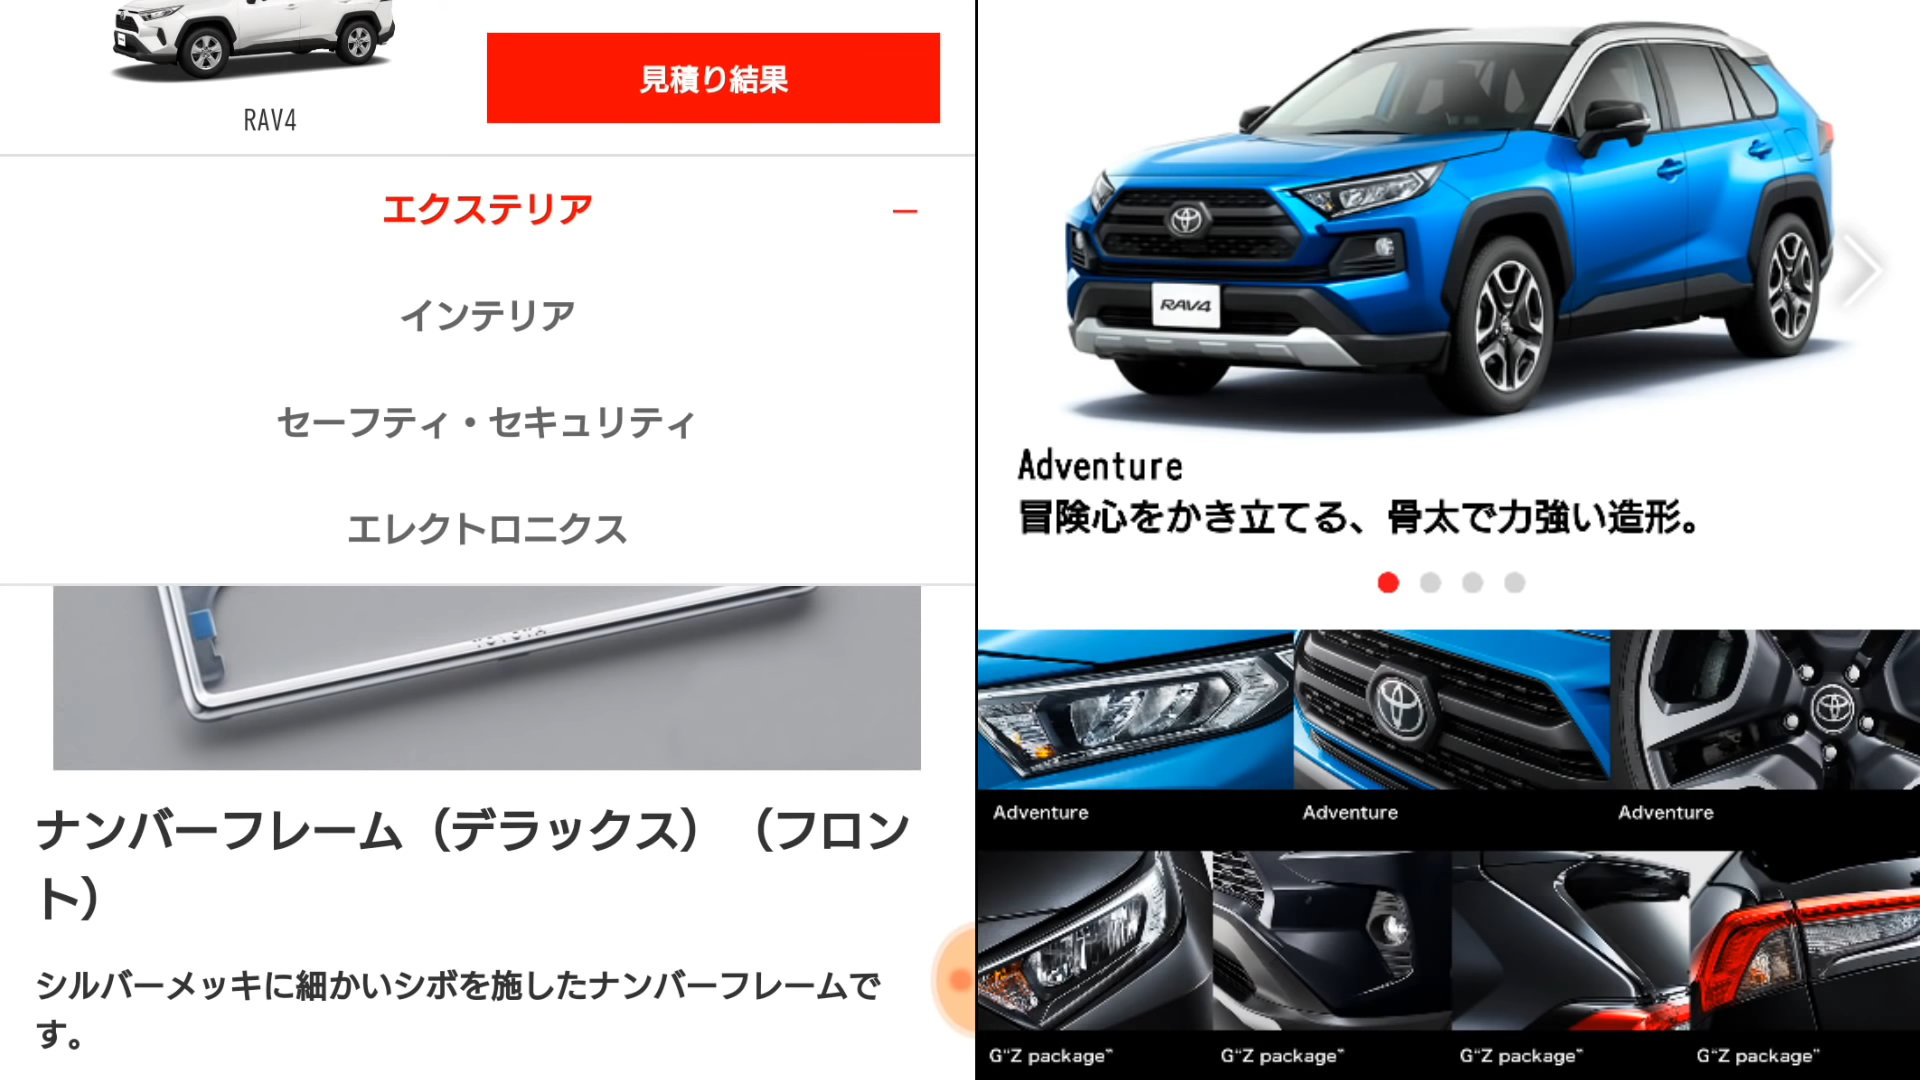 RAV4
見積り結果
エクステリア
インテリア
セーフティ・セキュリティ
エレクトロニクス
ナンバーフレーム（デラックス）（フロン
ト）
シルバーメッキに細かいシボを施したナンバーフレームで
す。
RAV4
Adventure
冒険心をかき立てる、骨太で力強い造形。
Adventure
Adventure
Adventure
G“Z package”
G“Z package”
G“Z package”
G“Z package”